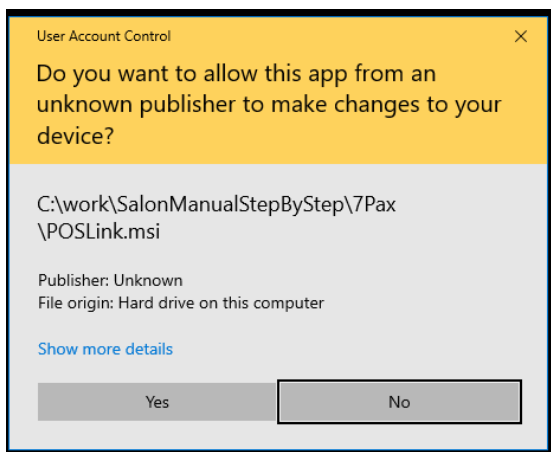 User Account Control
Do you want to allow this app from an
unknown publisher to make changes to your
device?
C:\work\SalonManualStepByStep\7Pax
\POSLink.msi
Publisher: Unknown
File origin: Hard drive on this computer
Show more details
Yes
No